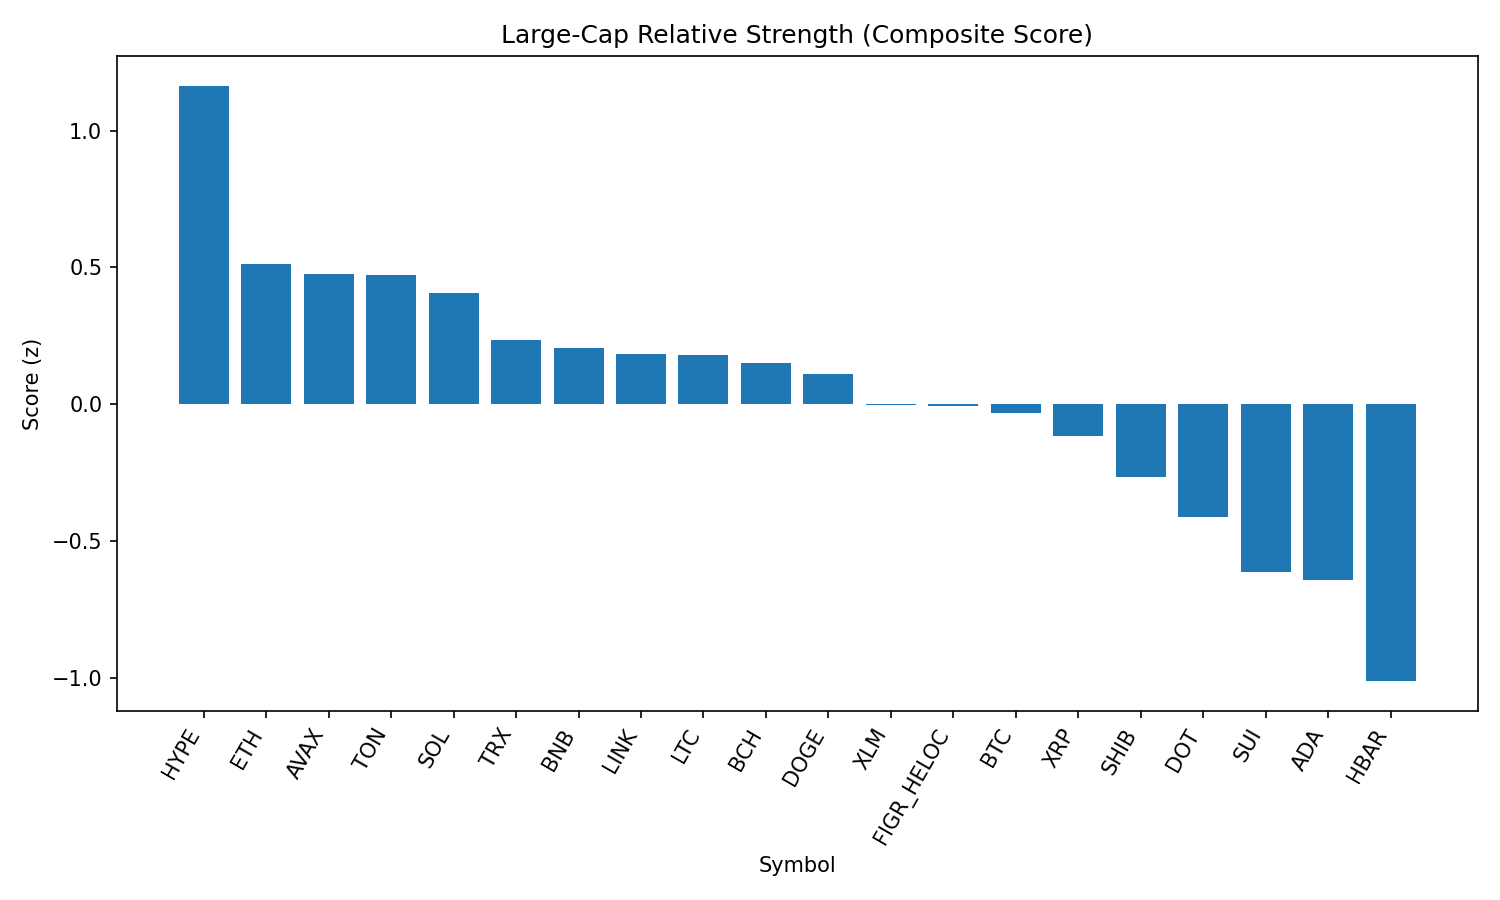 Large-Cap Relative Strength (Composite Score)
Score (z)
1.0
0.5
0.0
−0.5
−1.0
HYPE
ETH
AVAX
TON
SOL
TRX
BNB
LINK
LTC
BCH
DOGE
XLM
FIGR_HELOC
BTC
XRP
SHIB
DOT
SUI
ADA
HBAR
Symbol